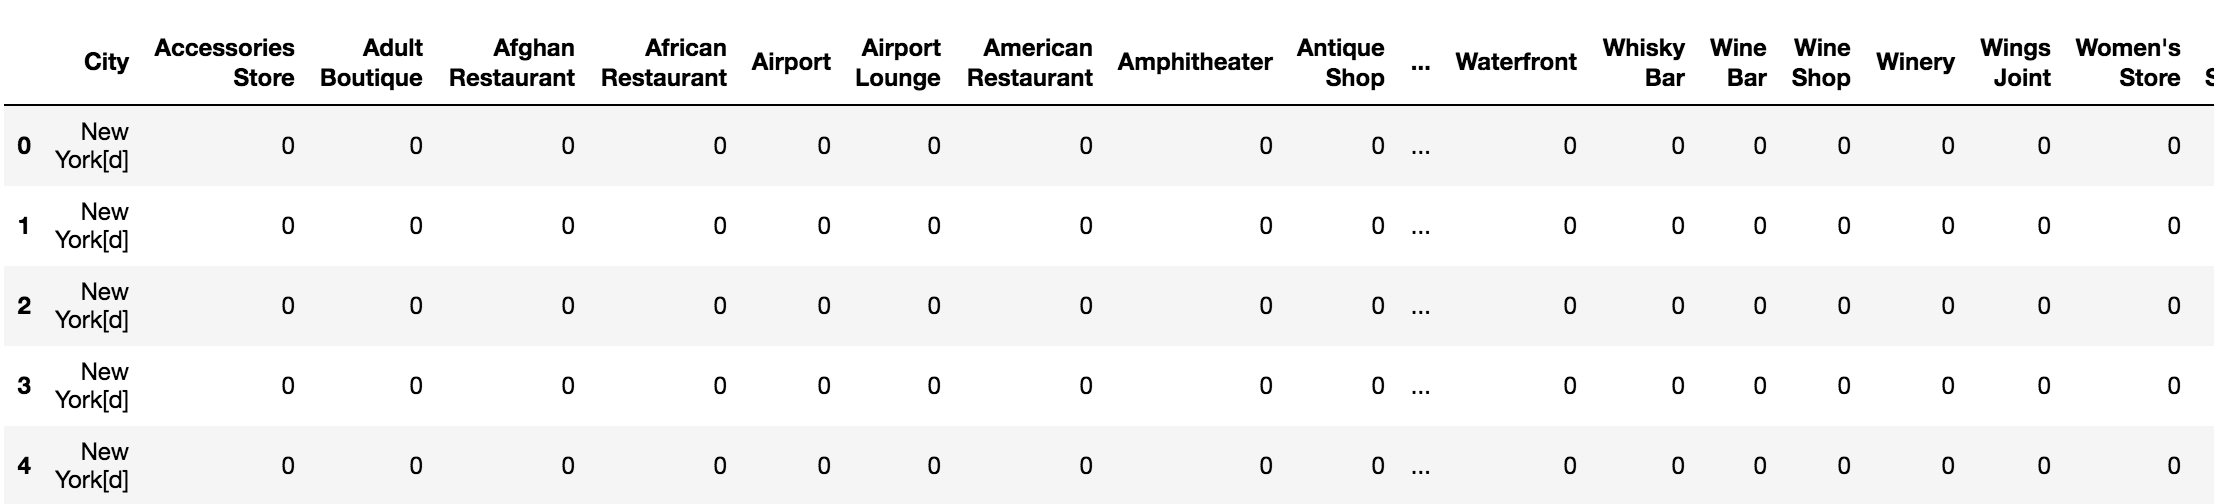 City Accessories Store Adult Boutique Afghan Restaurant African Restaurant Airport Airport Lounge American Restaurant Amphitheater Antique Shop ... Waterfront Whisky Bar Wine Bar Wine Shop Winery Wings Joint Women's Store
0 New York[d] 0 0 0 0 0 0 0 0 0 ... 0 0 0 0 0 0 0
1 New York[d] 0 0 0 0 0 0 0 0 0 ... 0 0 0 0 0 0 0
2 New York[d] 0 0 0 0 0 0 0 0 0 ... 0 0 0 0 0 0 0
3 New York[d] 0 0 0 0 0 0 0 0 0 ... 0 0 0 0 0 0 0
4 New York[d] 0 0 0 0 0 0 0 0 0 ... 0 0 0 0 0 0 0